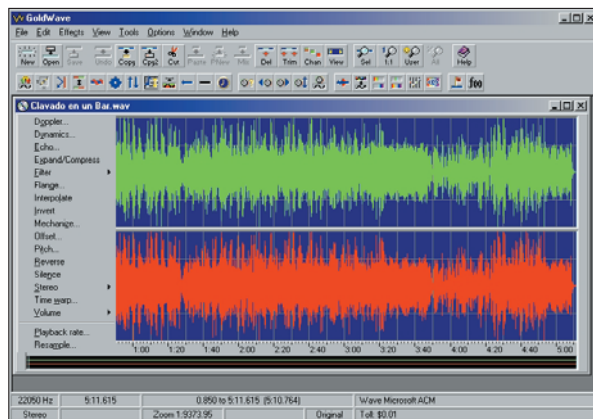 GoldWave
File Edit Effects View Tools Options Window Help
New Open Save Undo Copy Cpy2 Cut Paste PNew Mix Del Trim Chan View Sel 1:1 User All Help
f(x)
Clavado en un Bar.wav
Doppler...
Dynamics...
Echo...
Expand/Compress
Filter
Flange...
Interpolate
Invert
Mechanize...
Offset...
Pitch...
Reverse
Silence
Stereo
Time warp...
Volume
Playback rate...
Resample...
1:00 1:20 1:40 2:00 2:20 2:40 3:00 3:20 3:40 4:00 4:20 4:40 5:00
22050 Hz 5:11.615 0.850 to 5:11.615 (5:10.764) Wave Microsoft ACM
Stereo Zoom 1:9373.95 Original Toll: $0.01